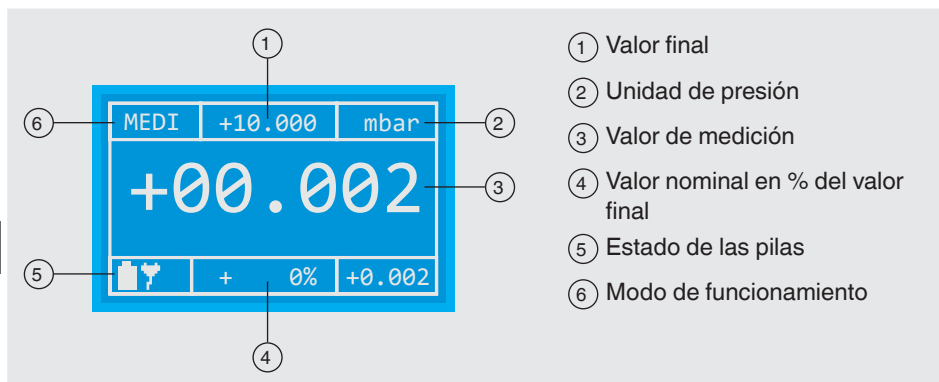 1
6
MEDI
+10.000
mbar
2
+00.002
3
5
+ 0%
+0.002
4
1 Valor final
2 Unidad de presión
3 Valor de medición
4 Valor nominal en % del valor
final
5 Estado de las pilas
6 Modo de funcionamiento